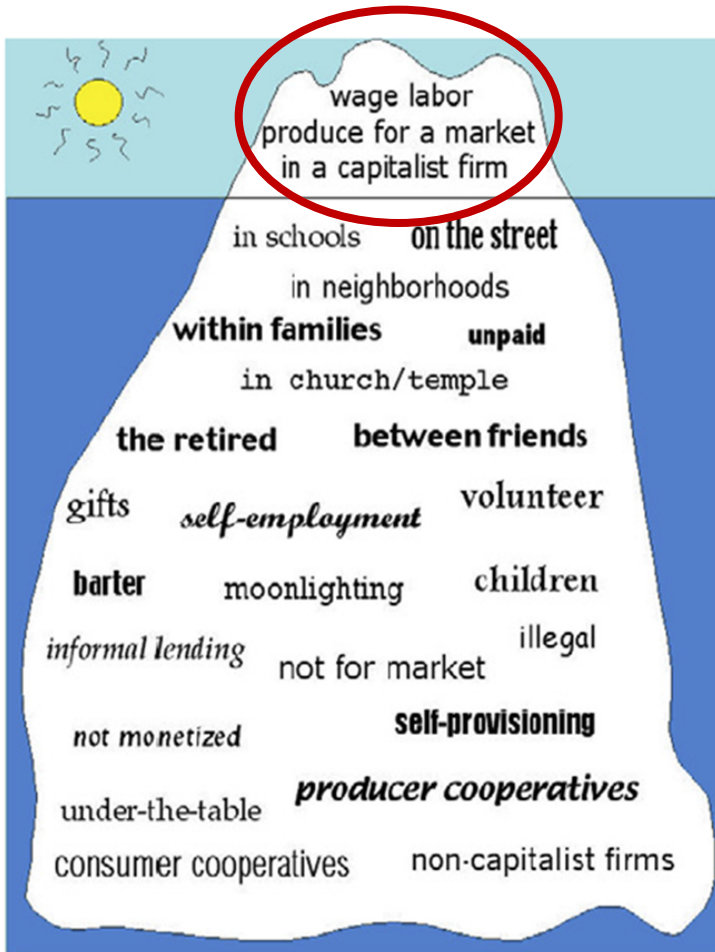 wage labor
produce for a market
in a capitalist firm
in schools on the street
in neighborhoods
within families unpaid
in church/temple
the retired between friends
gifts self-employment volunteer
barter moonlighting children
informal lending not for market illegal
not monetized self-provisioning
under-the-table producer cooperatives
consumer cooperatives non-capitalist firms